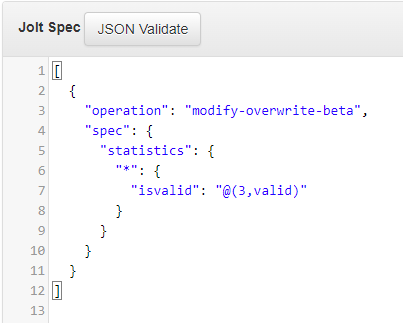 Jolt Spec JSON Validate
1 [
2 {
3 "operation": "modify-overwrite-beta",
4 "spec": {
5 "statistics": {
6 "*": {
7 "isvalid": "@(3,valid)"
8 }
9 }
10 }
11 }
12 ]
13